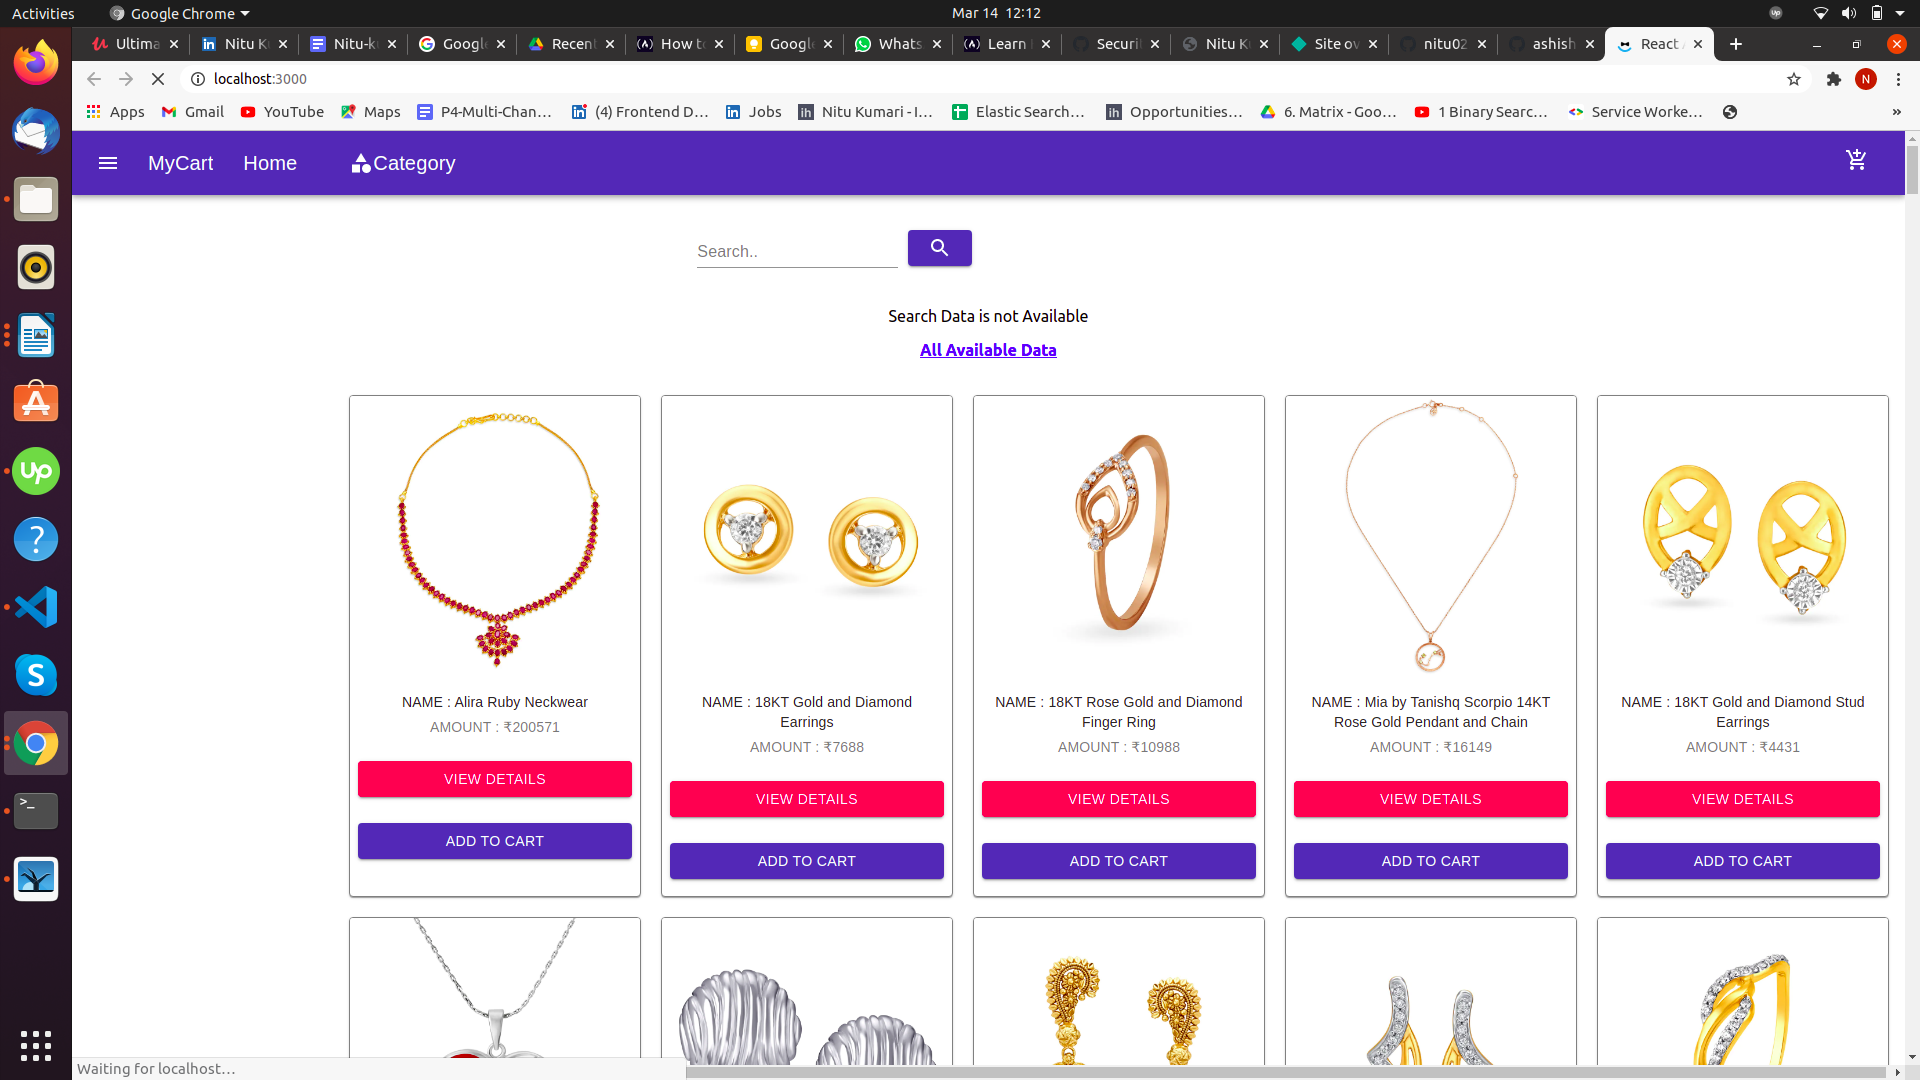 Activities Google Chrome Mar 14 12:12
Ultima Nitu K Nitu-k Google Recent How to Google Whats Learn Securi Nitu K Site ov nitu02 ashish React
localhost:3000 N
Apps Gmail YouTube Maps P4-Multi-Chan... (4) Frontend D... Jobs Nitu Kumari - I... Elastic Search... Opportunities... 6. Matrix - Goo... 1 Binary Searc... Service Worke... »
MyCart Home Category
Search..
Search Data is not Available
All Available Data
NAME : Alira Ruby Neckwear
AMOUNT : ₹200571
VIEW DETAILS
ADD TO CART
NAME : 18KT Gold and Diamond
Earrings
AMOUNT : ₹7688
VIEW DETAILS
ADD TO CART
NAME : 18KT Rose Gold and Diamond
Finger Ring
AMOUNT : ₹10988
VIEW DETAILS
ADD TO CART
NAME : Mia by Tanishq Scorpio 14KT
Rose Gold Pendant and Chain
AMOUNT : ₹16149
VIEW DETAILS
ADD TO CART
NAME : 18KT Gold and Diamond Stud
Earrings
AMOUNT : ₹4431
VIEW DETAILS
ADD TO CART
Waiting for localhost...